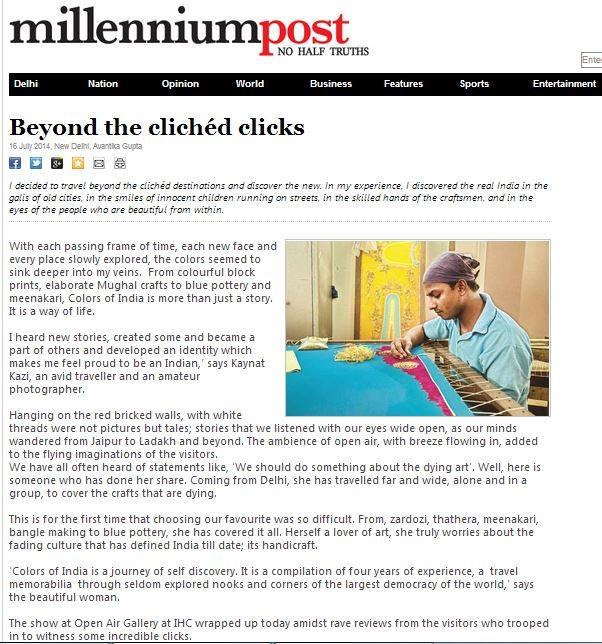 millenniumpost
NO HALF TRUTHS
Ente
Delhi Nation Opinion World Business Features Sports Entertainment
Beyond the clichéd clicks
16 July 2014, New Delhi, Avantika Gupta
I decided to travel beyond the clichéd destinations and discover the new. In my experience, I discovered the real India in the
galis of old cities, in the smiles of innocent children running on streets, in the skilled hands of the craftsmen, and in the
eyes of the people who are beautiful from within.
With each passing frame of time, each new face and
every place slowly explored, the colors seemed to
sink deeper into my veins. From colourful block
prints, elaborate Mughal crafts to blue pottery and
meenakari, Colors of India is more than just a story.
It is a way of life.
I heard new stories, created some and became a
part of others and developed an identity which
makes me feel proud to be an Indian,' says Kaynat
Kazi, an avid traveller and an amateur
photographer.
Hanging on the red bricked walls, with white
threads were not pictures but tales; stories that we listened with our eyes wide open, as our minds
wandered from Jaipur to Ladakh and beyond. The ambience of open air, with breeze flowing in, added
to the flying imaginations of the visitors.
We have all often heard of statements like, 'We should do something about the dying art'. Well, here is
someone who has done her share. Coming from Delhi, she has travelled far and wide, alone and in a
group, to cover the crafts that are dying.
This is for the first time that choosing our favourite was so difficult. From, zardozi, thathera, meenakari,
bangle making to blue pottery, she has covered it all. Herself a lover of art, she truly worries about the
fading culture that has defined India till date; its handicraft.
'Colors of India is a journey of self discovery. It is a compilation of four years of experience, a travel
memorabilia through seldom explored nooks and corners of the largest democracy of the world,' says
the beautiful woman.
The show at Open Air Gallery at IHC wrapped up today amidst rave reviews from the visitors who trooped
in to witness some incredible clicks.